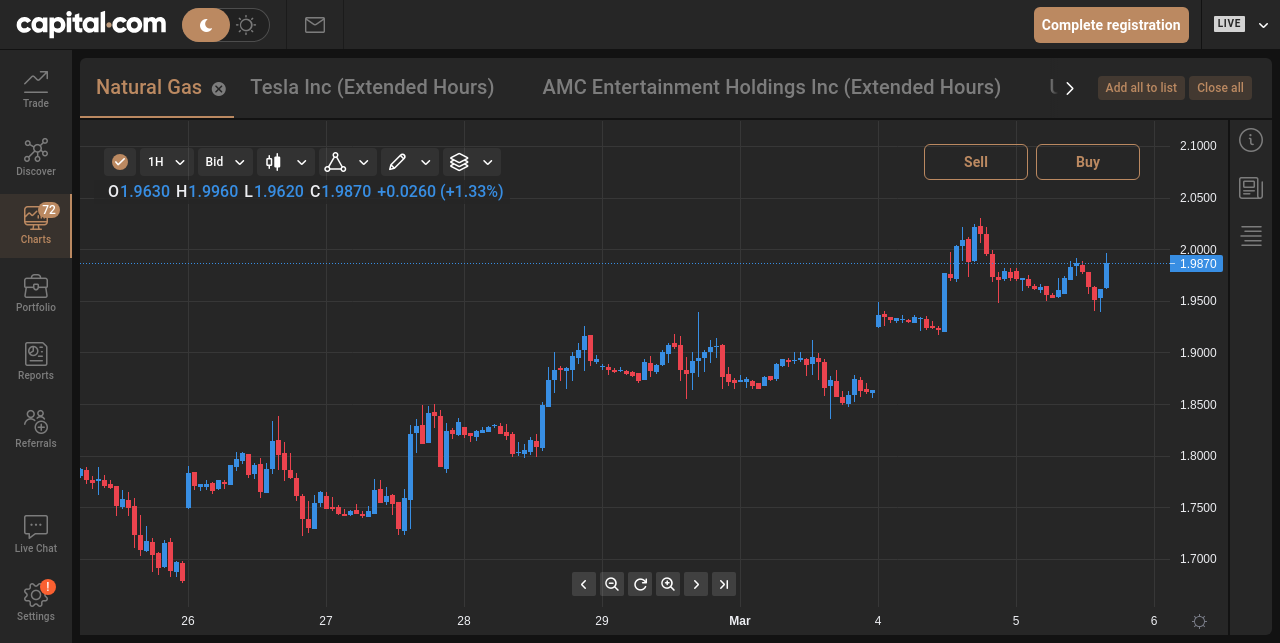 capital.com
Complete registration
LIVE
Trade
Discover
72
Charts
Portfolio
Reports
Referrals
Live Chat
!
Settings
Natural Gas
Tesla Inc (Extended Hours)
AMC Entertainment Holdings Inc (Extended Hours)
Add all to list
Close all
1H
Bid
Sell
Buy
O1.9630 H1.9960 L1.9620 C1.9870 +0.0260 (+1.33%)
2.1000
2.0500
2.0000
1.9870
1.9500
1.9000
1.8500
1.8000
1.7500
1.7000
26
27
28
29
Mar
4
5
6